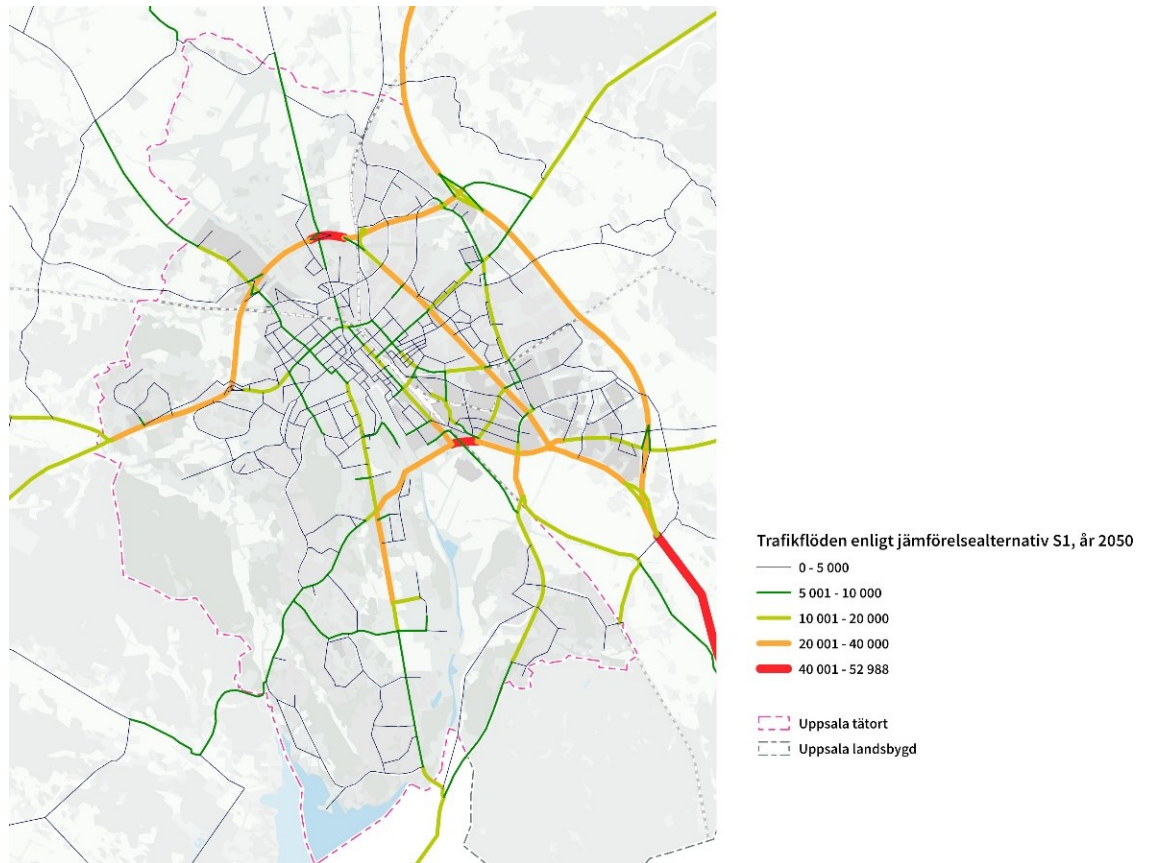 Trafikflöden enligt jämförelsealternativ S1, år 2050
0 - 5 000
5 001 - 10 000
10 001 - 20 000
20 001 - 40 000
40 001 - 52 988
Uppsala tätort
Uppsala landsbygd